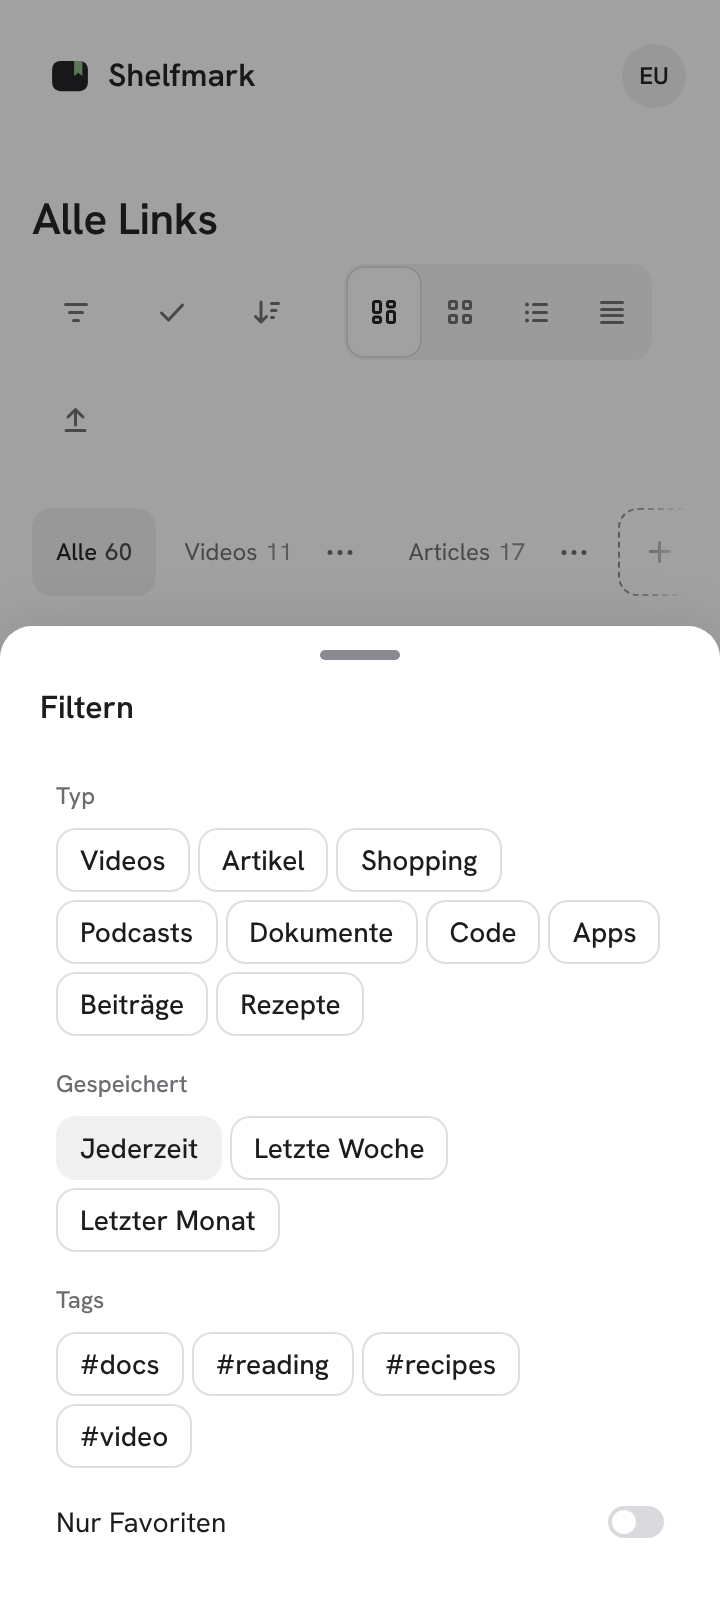 Shelfmark EU
Alle Links
Alle 60 Videos 11 Articles 17
Filtern
Typ
Videos Artikel Shopping
Podcasts Dokumente Code Apps
Beiträge Rezepte
Gespeichert
Jederzeit Letzte Woche
Letzter Monat
Tags
#docs #reading #recipes
#video
Nur Favoriten